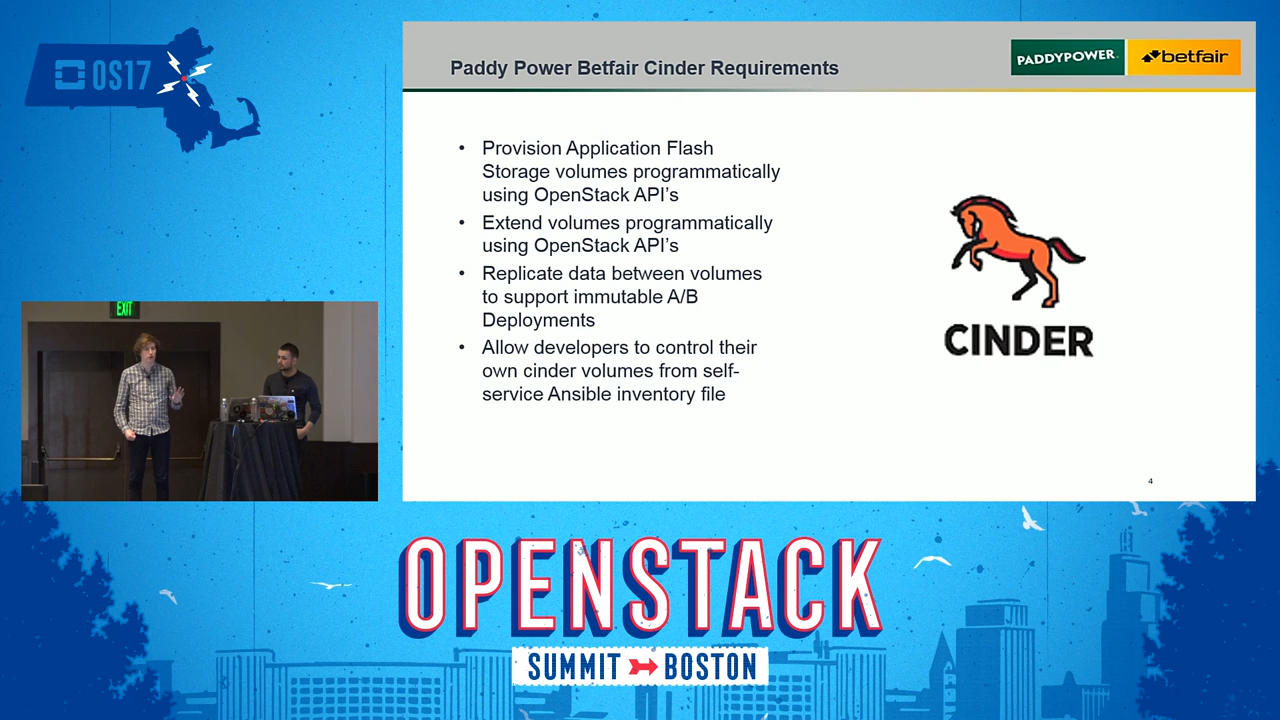 OS17
Paddy Power Betfair Cinder Requirements
PADDYPOWER.
betfair
• Provision Application Flash
Storage volumes programmatically
using OpenStack API’s
• Extend volumes programmatically
using OpenStack API’s
• Replicate data between volumes
to support immutable A/B
Deployments
• Allow developers to control their
own cinder volumes from self-
service Ansible inventory file
CINDER
4
EXIT
OPENSTACK
SUMMIT BOSTON